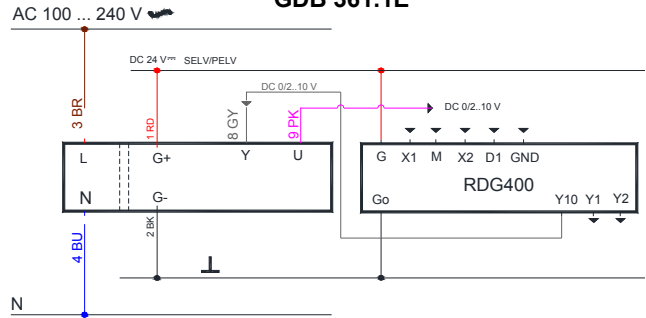 GDB 361.1E
AC 100 ... 240 V
DC 24 V SELV/PELV
DC 0/2..10 V
DC 0/2..10 V
3 BR
1 RD
8 GY
9 PK
L
G+
Y
U
G
X1
M
X2
D1
GND
RDG400
N
G-
Go
Y10
Y1
Y2
4 BU
2 BK
N